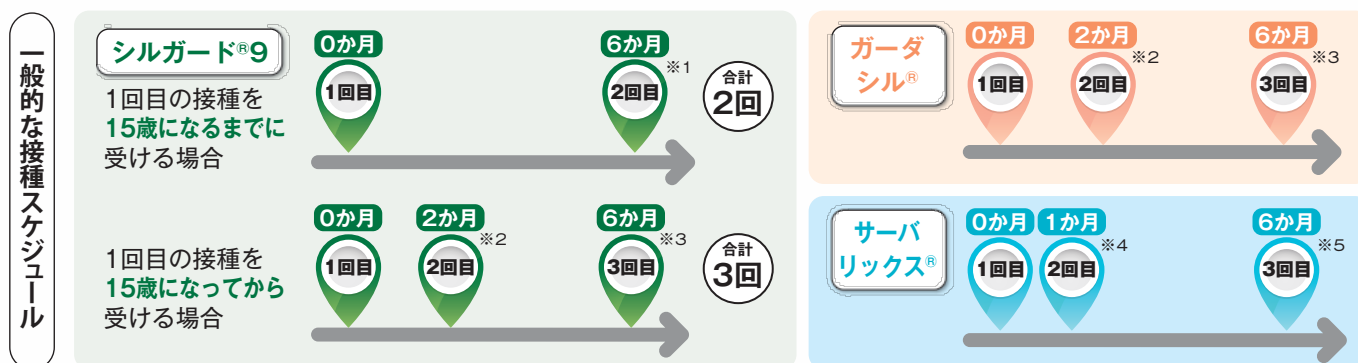 一般的な接種スケジュール
シルガード®9
1回目の接種を
15歳になるまでに
受ける場合
0か月
6か月
1回目
2回目
※1
合計
2回
1回目の接種を
15歳になってから
受ける場合
0か月
2か月
6か月
1回目
2回目
※2
3回目
※3
合計
3回
ガーダ
シル®
0か月
2か月
6か月
1回目
2回目
※2
3回目
※3
サーバ
リックス®
0か月
1か月
6か月
1回目
2回目
※4
3回目
※5